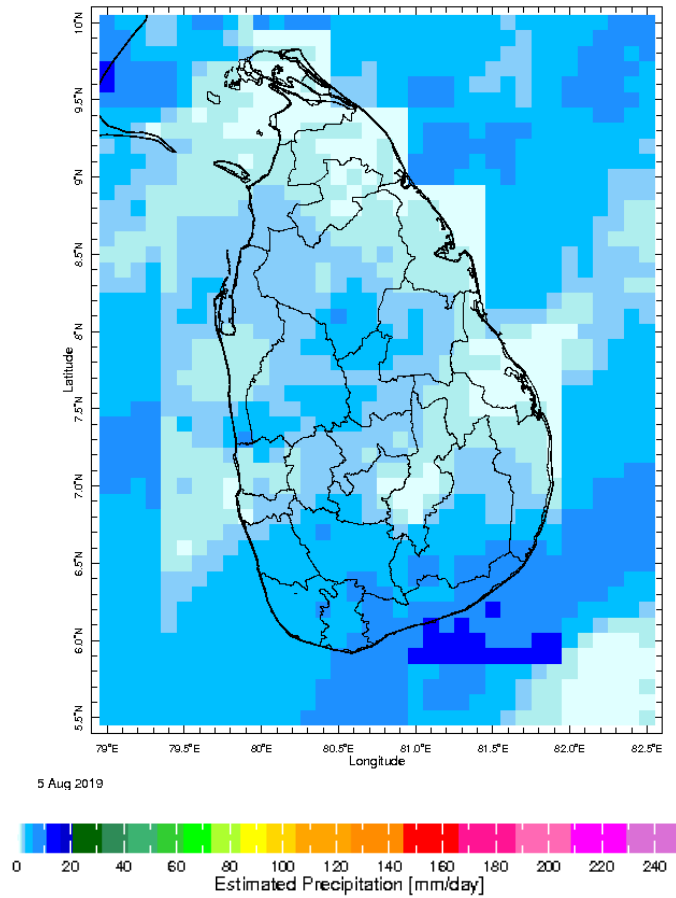 10°N
9.5°N
9°N
8.5°N
8°N
7.5°N
7.0°N
6.5°N
6.0°N
5.5°N
Latitude
79°E 79.5°E 80°E 80.5°E 81.0°E 81.5°E 82.0°E 82.5°E
Longitude
5 Aug 2019
0 20 40 60 80 100 120 140 160 180 200 220 240
Estimated Precipitation [mm/day]